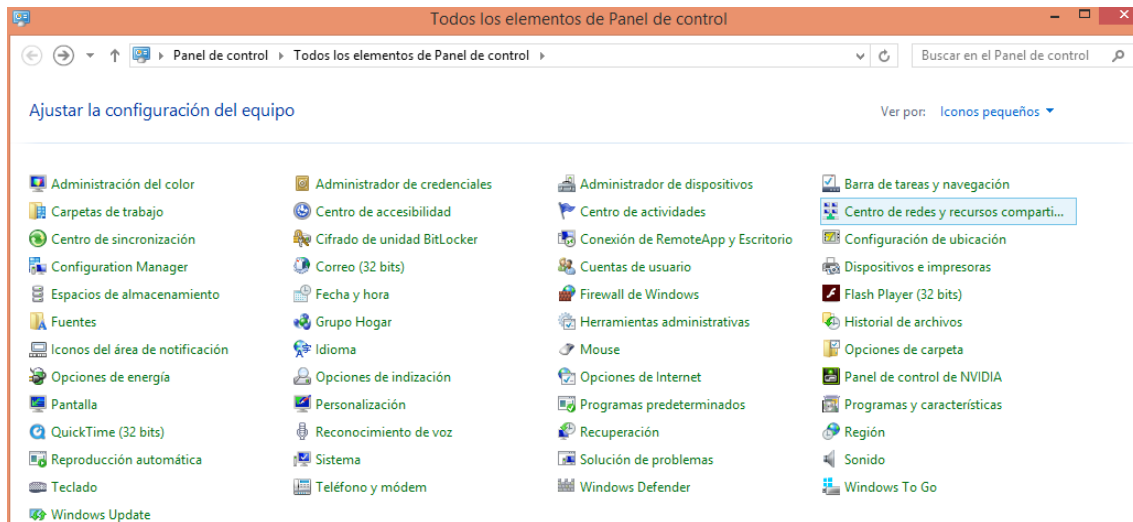 Todos los elementos de Panel de control
Panel de control Todos los elementos de Panel de control
Buscar en el Panel de control
Ajustar la configuración del equipo
Ver por: Iconos pequeños
Administración del color Administrador de credenciales Administrador de dispositivos Barra de tareas y navegación
Carpetas de trabajo Centro de accesibilidad Centro de actividades Centro de redes y recursos comparti...
Centro de sincronización Cifrado de unidad BitLocker Conexión de RemoteApp y Escritorio Configuración de ubicación
Configuration Manager Correo (32 bits) Cuentas de usuario Dispositivos e impresoras
Espacios de almacenamiento Fecha y hora Firewall de Windows Flash Player (32 bits)
Fuentes Grupo Hogar Herramientas administrativas Historial de archivos
Iconos del área de notificación Idioma Mouse Opciones de carpeta
Opciones de energía Opciones de indización Opciones de Internet Panel de control de NVIDIA
Pantalla Personalización Programas predeterminados Programas y características
QuickTime (32 bits) Reconocimiento de voz Recuperación Región
Reproducción automática Sistema Solución de problemas Sonido
Teclado Teléfono y módem Windows Defender Windows To Go
Windows Update